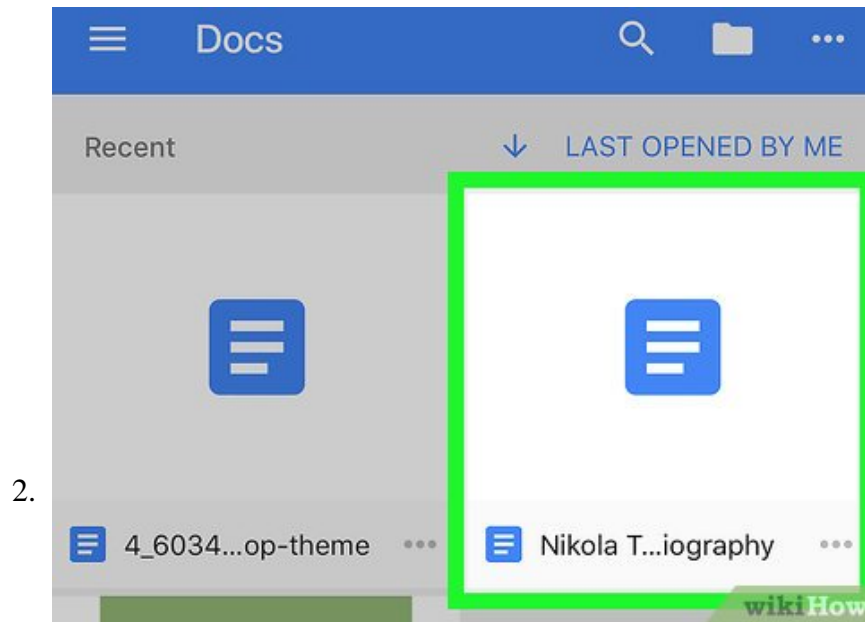 Docs
Recent
LAST OPENED BY ME
2.
4_6034...op-theme
Nikola T...iography
wikiHow